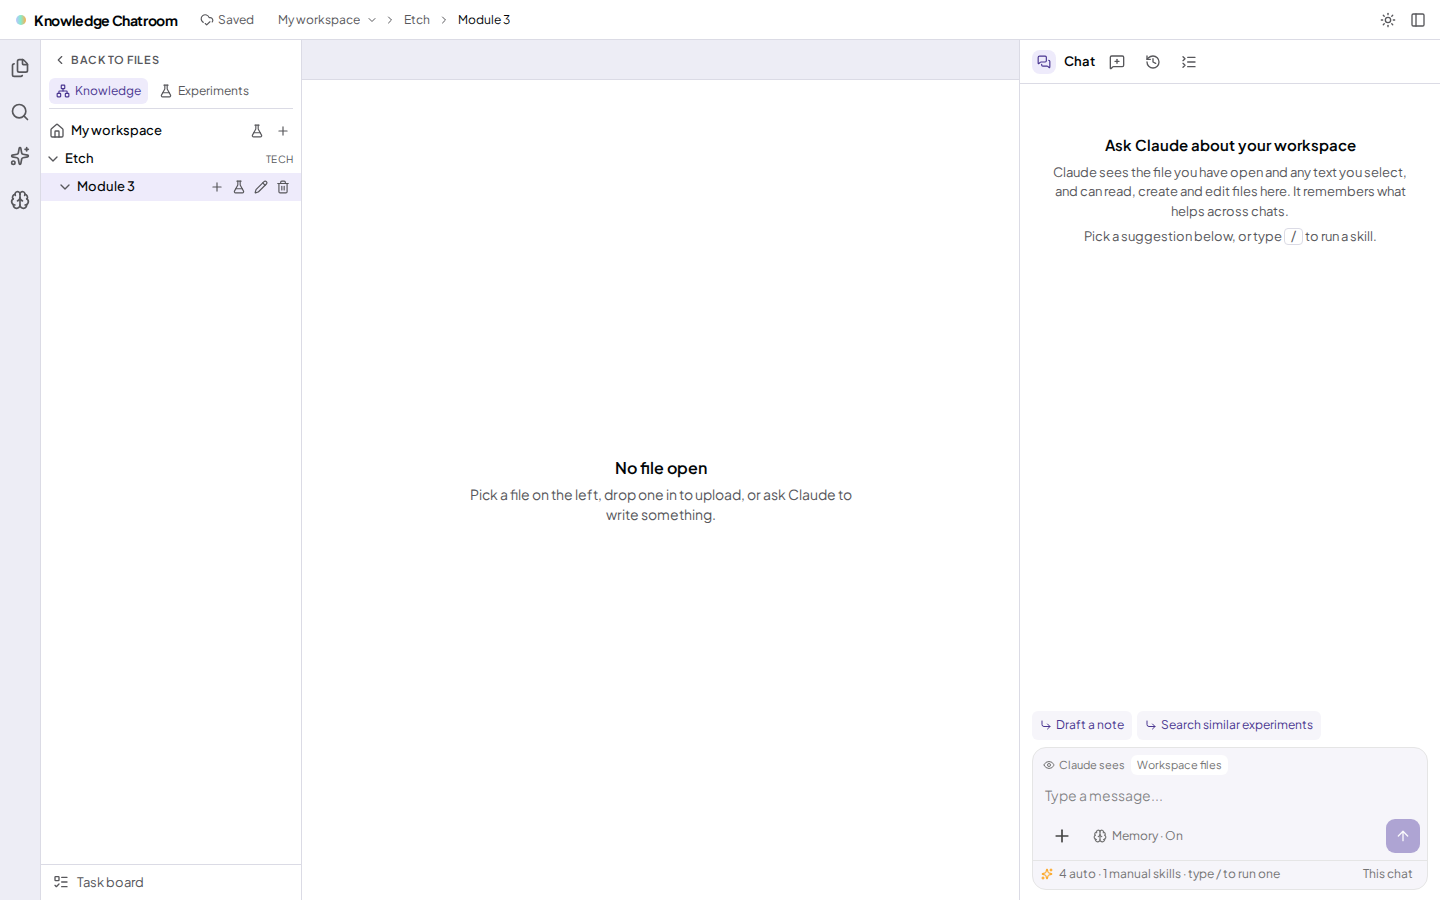 Knowledge Chatroom
Saved
My workspace
Etch
Module 3
BACK TO FILES
Knowledge
Experiments
My workspace
Etch
TECH
Module 3
Task board
No file open
Pick a file on the left, drop one in to upload, or ask Claude to
write something.
Chat
Ask Claude about your workspace
Claude sees the file you have open and any text you select,
and can read, create and edit files here. It remembers what
helps across chats.
Pick a suggestion below, or type / to run a skill.
Draft a note
Search similar experiments
Claude sees
Workspace files
Type a message...
Memory · On
4 auto · 1 manual skills · type / to run one
This chat